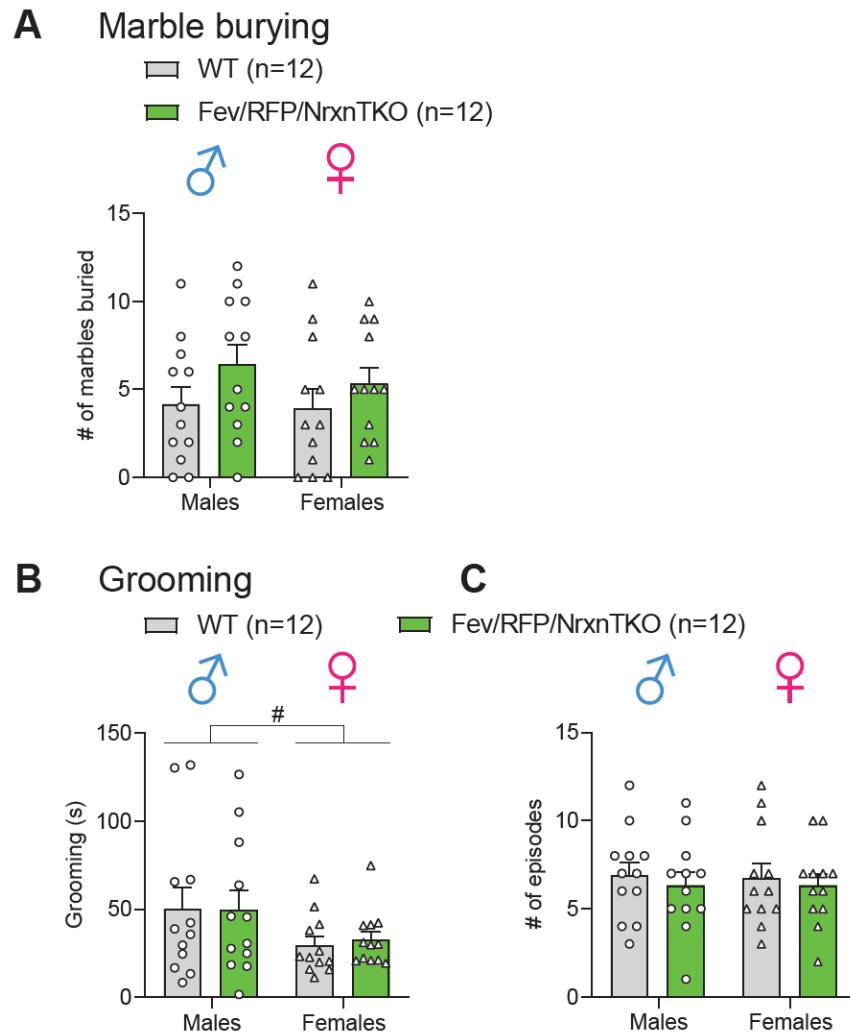 A Marble burying
WT (n=12)
Fev/RFP/NrxnTKO (n=12)
♂ ♀
15
10
5
0
# of marbles buried
Males Females
B Grooming C
WT (n=12) Fev/RFP/NrxnTKO (n=12)
♂ ♀ ♂ ♀
#
150
100
50
0
Grooming (s)
Males Females
15
10
5
0
# of episodes
Males Females